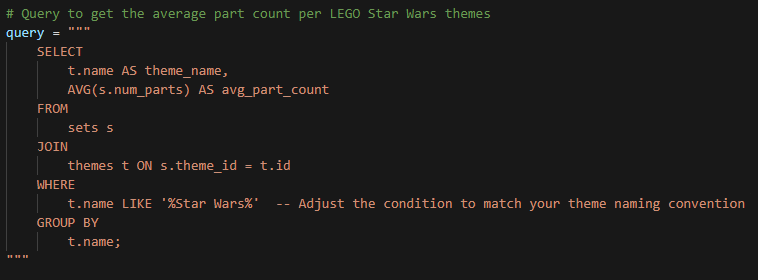 # Query to get the average part count per LEGO Star Wars themes
query = """
    SELECT
        t.name AS theme_name,
        AVG(s.num_parts) AS avg_part_count
    FROM
        sets s
    JOIN
        themes t ON s.theme_id = t.id
    WHERE
        t.name LIKE '%Star Wars%'  -- Adjust the condition to match your theme naming convention
    GROUP BY
        t.name;
"""